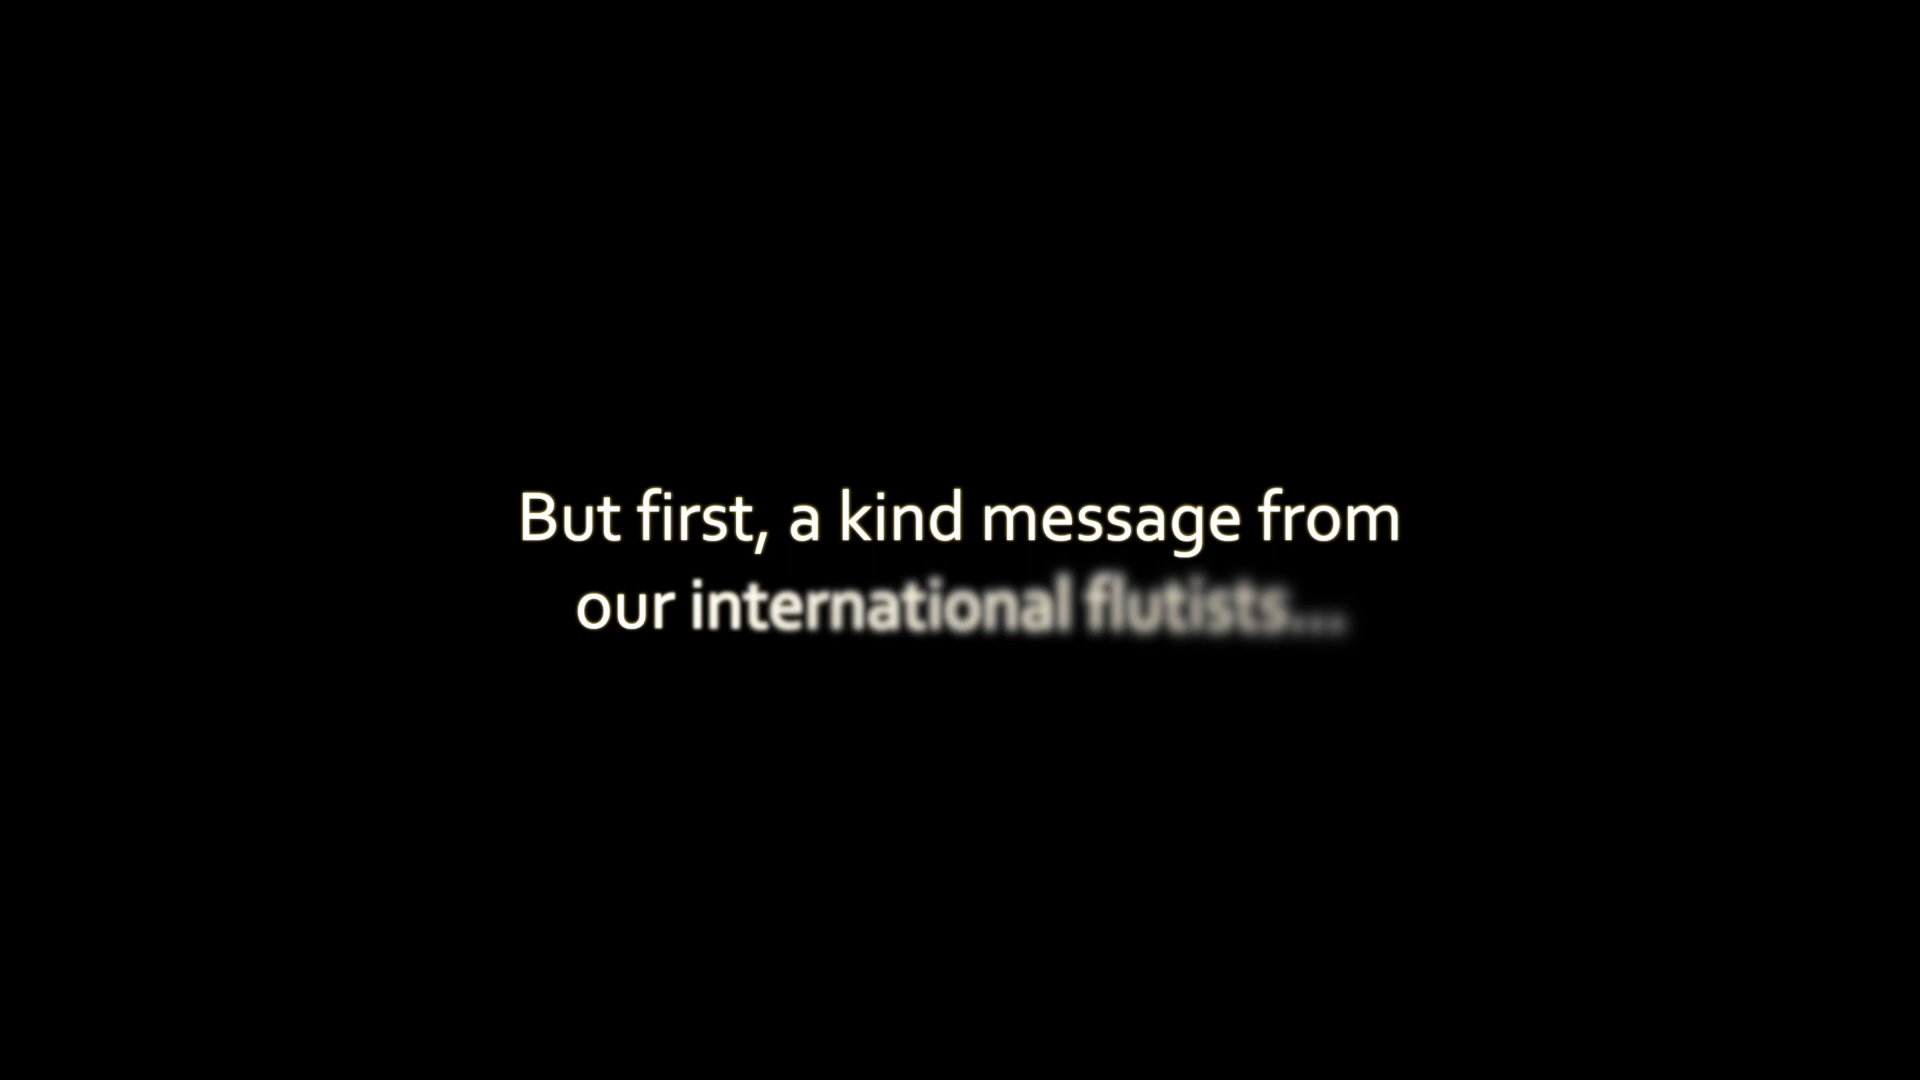 But first, a kind message from
our international flutists...